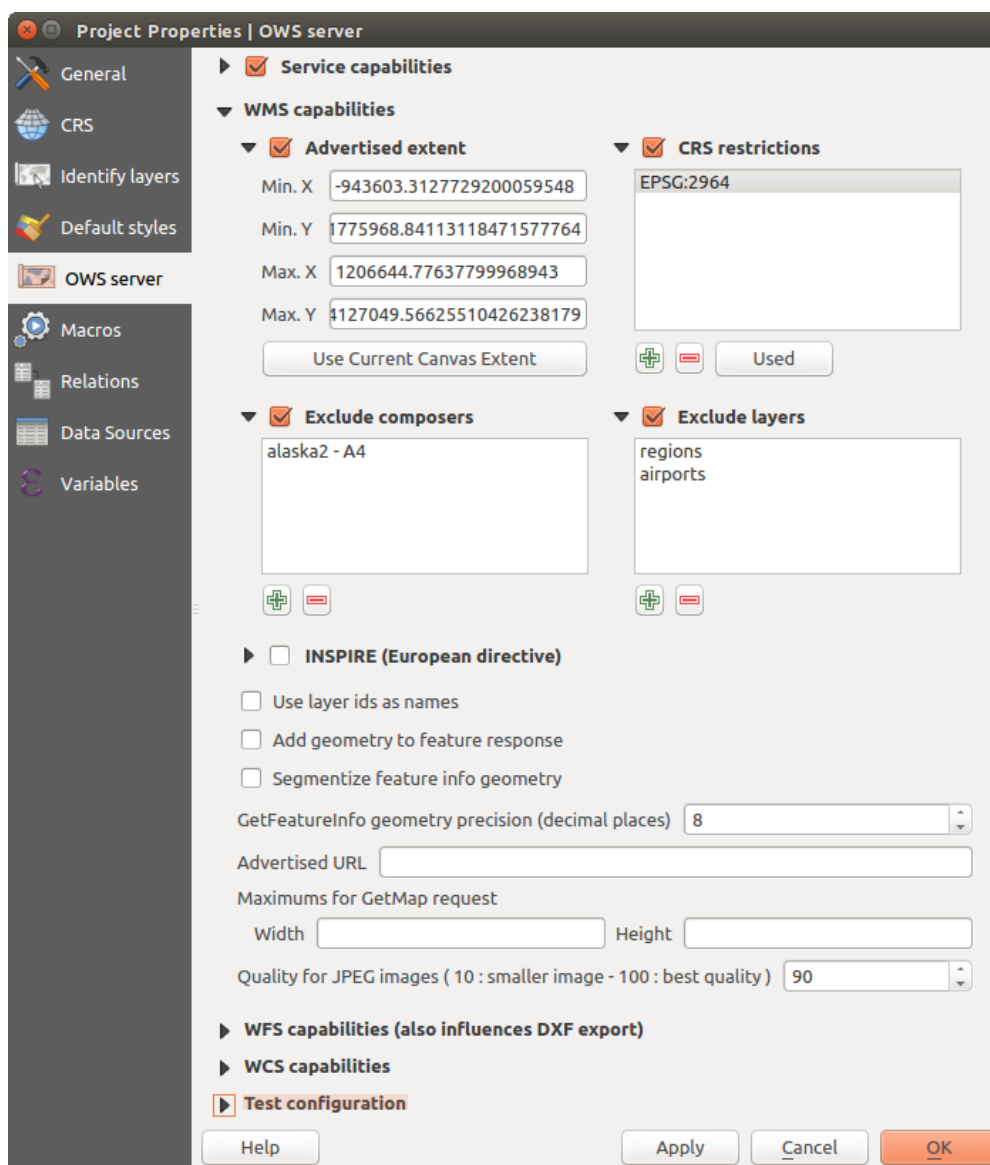 Project Properties | OWS server
General
CRS
Identify layers
Default styles
OWS server
Macros
Relations
Data Sources
Variables
Service capabilities
WMS capabilities
Advertised extent
Min. X -943603.3127729200059548
Min. Y 1775968.84113118471577764
Max. X 1206644.77637799968943
Max. Y 4127049.56625510426238179
Use Current Canvas Extent
CRS restrictions
EPSG:2964
Used
Exclude composers
alaska2 - A4
Exclude layers
regions
airports
INSPIRE (European directive)
Use layer ids as names
Add geometry to feature response
Segmentize feature info geometry
GetFeatureInfo geometry precision (decimal places) 8
Advertised URL
Maximums for GetMap request
Width Height
Quality for JPEG images ( 10 : smaller image - 100 : best quality ) 90
WFS capabilities (also influences DXF export)
WCS capabilities
Test configuration
Help Apply Cancel OK